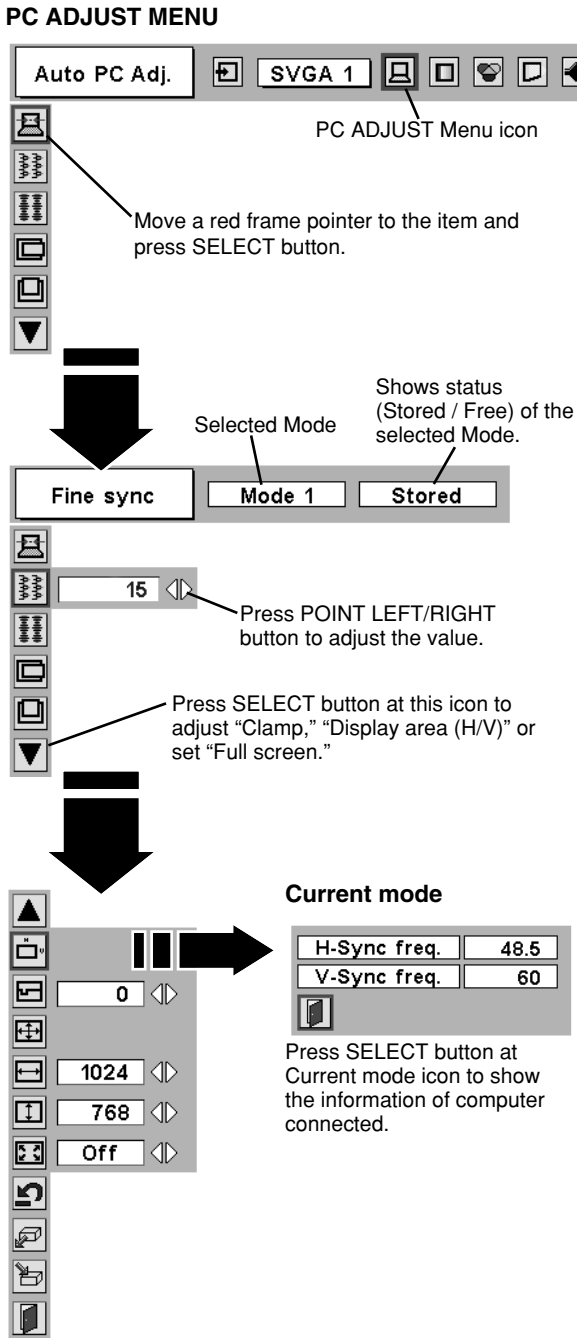 PC ADJUST MENU
Auto PC Adj.
SVGA 1
PC ADJUST Menu icon
Move a red frame pointer to the item and
press SELECT button.
Shows status
(Stored / Free) of the
selected Mode.
Selected Mode
Fine sync
Mode 1
Stored
15
Press POINT LEFT/RIGHT
button to adjust the value.
Press SELECT button at this icon to
adjust “Clamp,” “Display area (H/V)” or
set “Full screen.”
Current mode
H-Sync freq. 48.5
V-Sync freq. 60
H
V
0
1024
768
Off
Press SELECT button at
Current mode icon to show
the information of computer
connected.